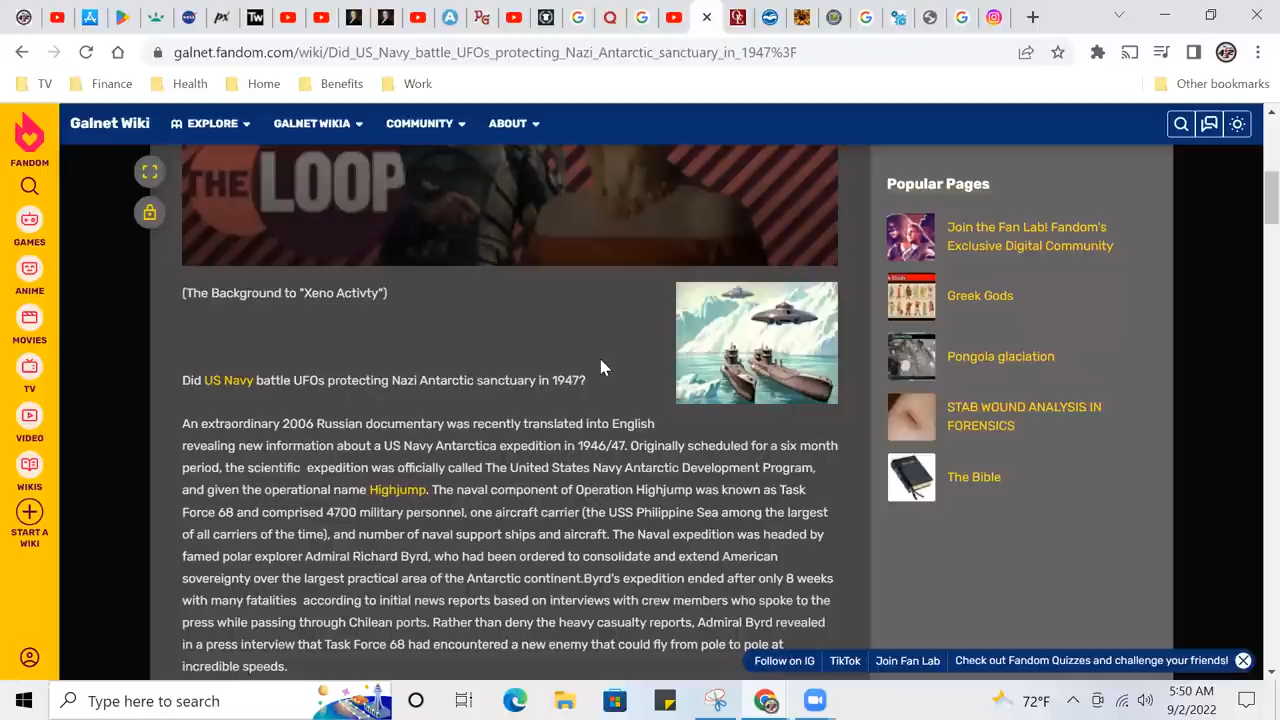 galnet.fandom.com/wiki/Did_US_Navy_battle_UFOs_protecting_Nazi_Antarctic_sanctuary_in_1947%3F
TV
Finance
Health
Home
Benefits
Work
Other bookmarks
Galnet Wiki
EXPLORE
GALNET WIKIA
COMMUNITY
ABOUT
FANDOM
GAMES
ANIME
MOVIES
TV
VIDEO
WIKIS
START A
WIKI
THE LOOP
(The Background to "Xeno Activty")
Did US Navy battle UFOs protecting Nazi Antarctic sanctuary in 1947?
An extraordinary 2006 Russian documentary was recently translated into English
revealing new information about a US Navy Antarctica expedition in 1946/47. Originally scheduled for a six month
period, the scientific expedition was officially called The United States Navy Antarctic Development Program,
and given the operational name Highjump. The naval component of Operation Highjump was known as Task
Force 68 and comprised 4700 military personnel, one aircraft carrier (the USS Philippine Sea among the largest
of all carriers of the time), and number of naval support ships and aircraft. The Naval expedition was headed by
famed polar explorer Admiral Richard Byrd, who had been ordered to consolidate and extend American
sovereignty over the largest practical area of the Antarctic continent.Byrd's expedition ended after only 8 weeks
with many fatalities according to initial news reports based on interviews with crew members who spoke to the
press while passing through Chilean ports. Rather than deny the heavy casualty reports, Admiral Byrd revealed
in a press interview that Task Force 68 had encountered a new enemy that could fly from pole to pole at
incredible speeds.
Popular Pages
Join the Fan Lab! Fandom's
Exclusive Digital Community
Greek Gods
Pongola glaciation
STAB WOUND ANALYSIS IN
FORENSICS
The Bible
Follow on IG
TikTok
Join Fan Lab
Check out Fandom Quizzes and challenge your friends!
Type here to search
72°F
5:50 AM
9/2/2022